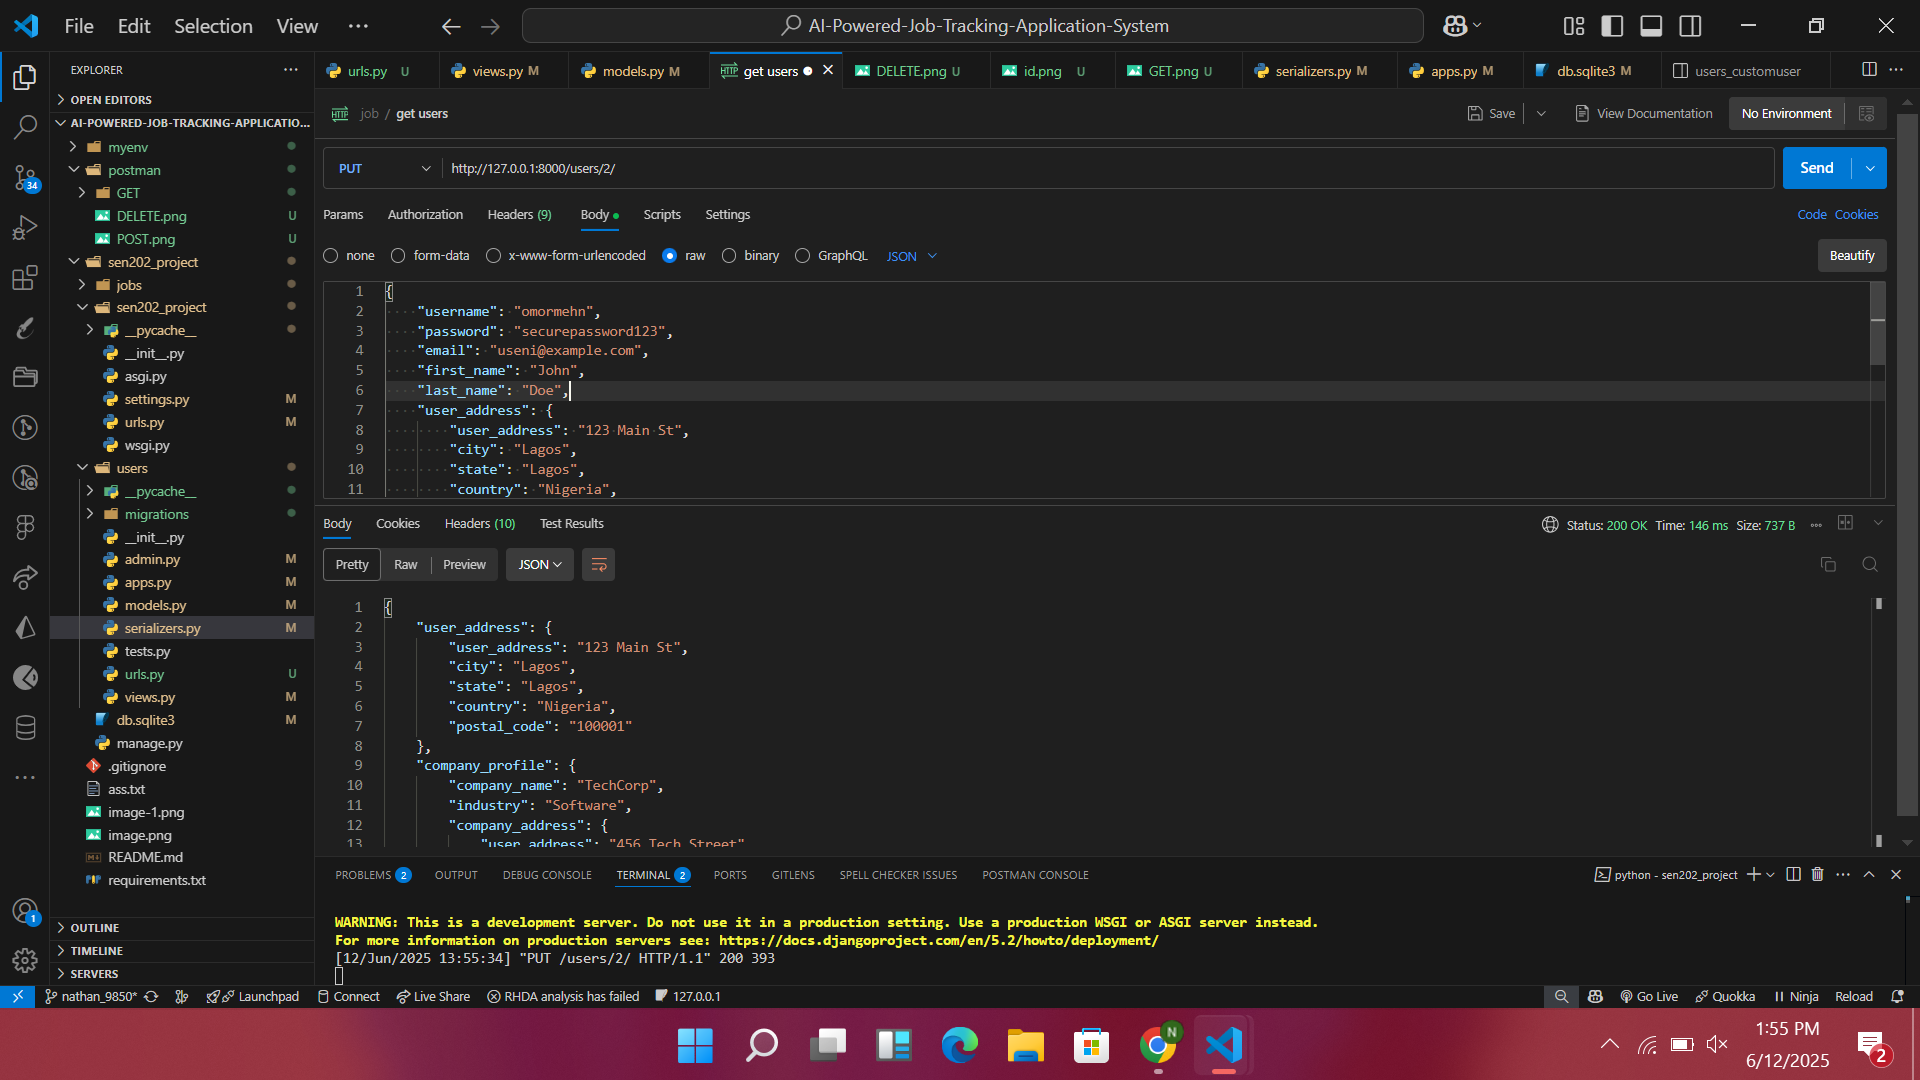 File Edit Selection View ··· AI-Powered-Job-Tracking-Application-System
EXPLORER ···
urls.py U views.py M models.py M HTTP get users DELETE.png U id.png U GET.png U serializers.py M apps.py M db.sqlite3 M users_customuser ···
OPEN EDITORS
AI-POWERED-JOB-TRACKING-APPLICATIO...
myenv
postman
GET
DELETE.png U
POST.png U
sen202_project
jobs
sen202_project
__pycache__
__init__.py
asgi.py
settings.py M
urls.py M
wsgi.py
users
__pycache__
migrations
__init__.py
admin.py M
apps.py M
models.py M
serializers.py M
tests.py
urls.py U
views.py M
db.sqlite3 M
manage.py
.gitignore
ass.txt
image-1.png
image.png
README.md
requirements.txt
OUTLINE
TIMELINE
SERVERS
34
1
HTTP job / get users Save View Documentation No Environment
PUT http://127.0.0.1:8000/users/2/ Send
Params Authorization Headers (9) Body Scripts Settings Code Cookies
none form-data x-www-form-urlencoded raw binary GraphQL JSON Beautify
1 {
2 "username": "omormehn",
3 "password": "securepassword123",
4 "email": "useni@example.com",
5 "first_name": "John",
6 "last_name": "Doe",
7 "user_address": {
8 "user_address": "123 Main St",
9 "city": "Lagos",
10 "state": "Lagos",
11 "country": "Nigeria",
Body Cookies Headers (10) Test Results Status: 200 OK Time: 146 ms Size: 737 B
Pretty Raw Preview JSON
1 {
2 "user_address": {
3 "user_address": "123 Main St",
4 "city": "Lagos",
5 "state": "Lagos",
6 "country": "Nigeria",
7 "postal_code": "100001"
8 },
9 "company_profile": {
10 "company_name": "TechCorp",
11 "industry": "Software",
12 "company_address": {
13 "user_address": "456 Tech Street"
PROBLEMS 2 OUTPUT DEBUG CONSOLE TERMINAL 2 PORTS GITLENS SPELL CHECKER ISSUES POSTMAN CONSOLE python - sen202_project
WARNING: This is a development server. Do not use it in a production setting. Use a production WSGI or ASGI server instead.
For more information on production servers see: https://docs.djangoproject.com/en/5.2/howto/deployment/
[12/Jun/2025 13:55:34] "PUT /users/2/ HTTP/1.1" 200 393
nathan_9850* Launchpad Connect Live Share RHDA analysis has failed 127.0.0.1 Go Live Quokka Ninja Reload
N
1:55 PM
6/12/2025
2